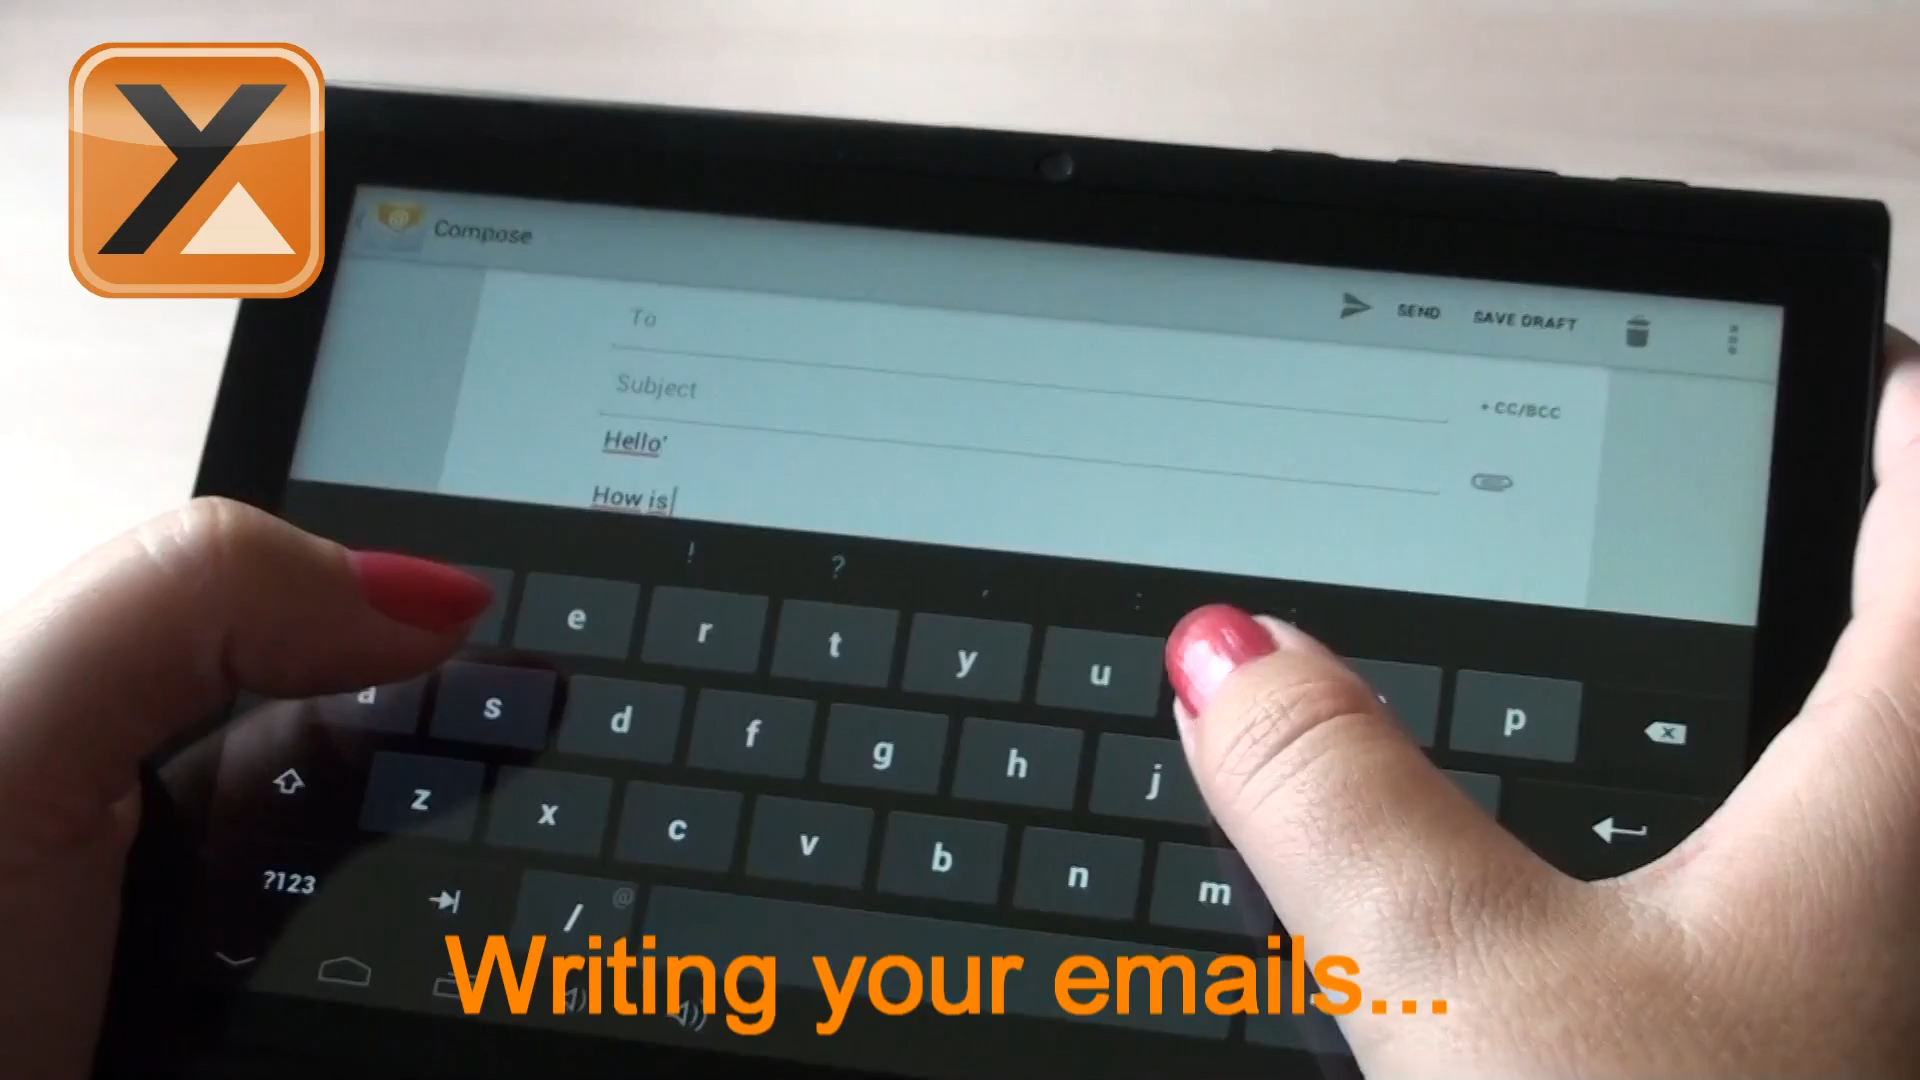 Compose
SEND SAVE DRAFT
To
Subject
+ CC/BCC
Hello'
How is
! ? , : ;
e r t y u p
a s d f g h j
z x c v b n m
?123 / @
Writing your emails...